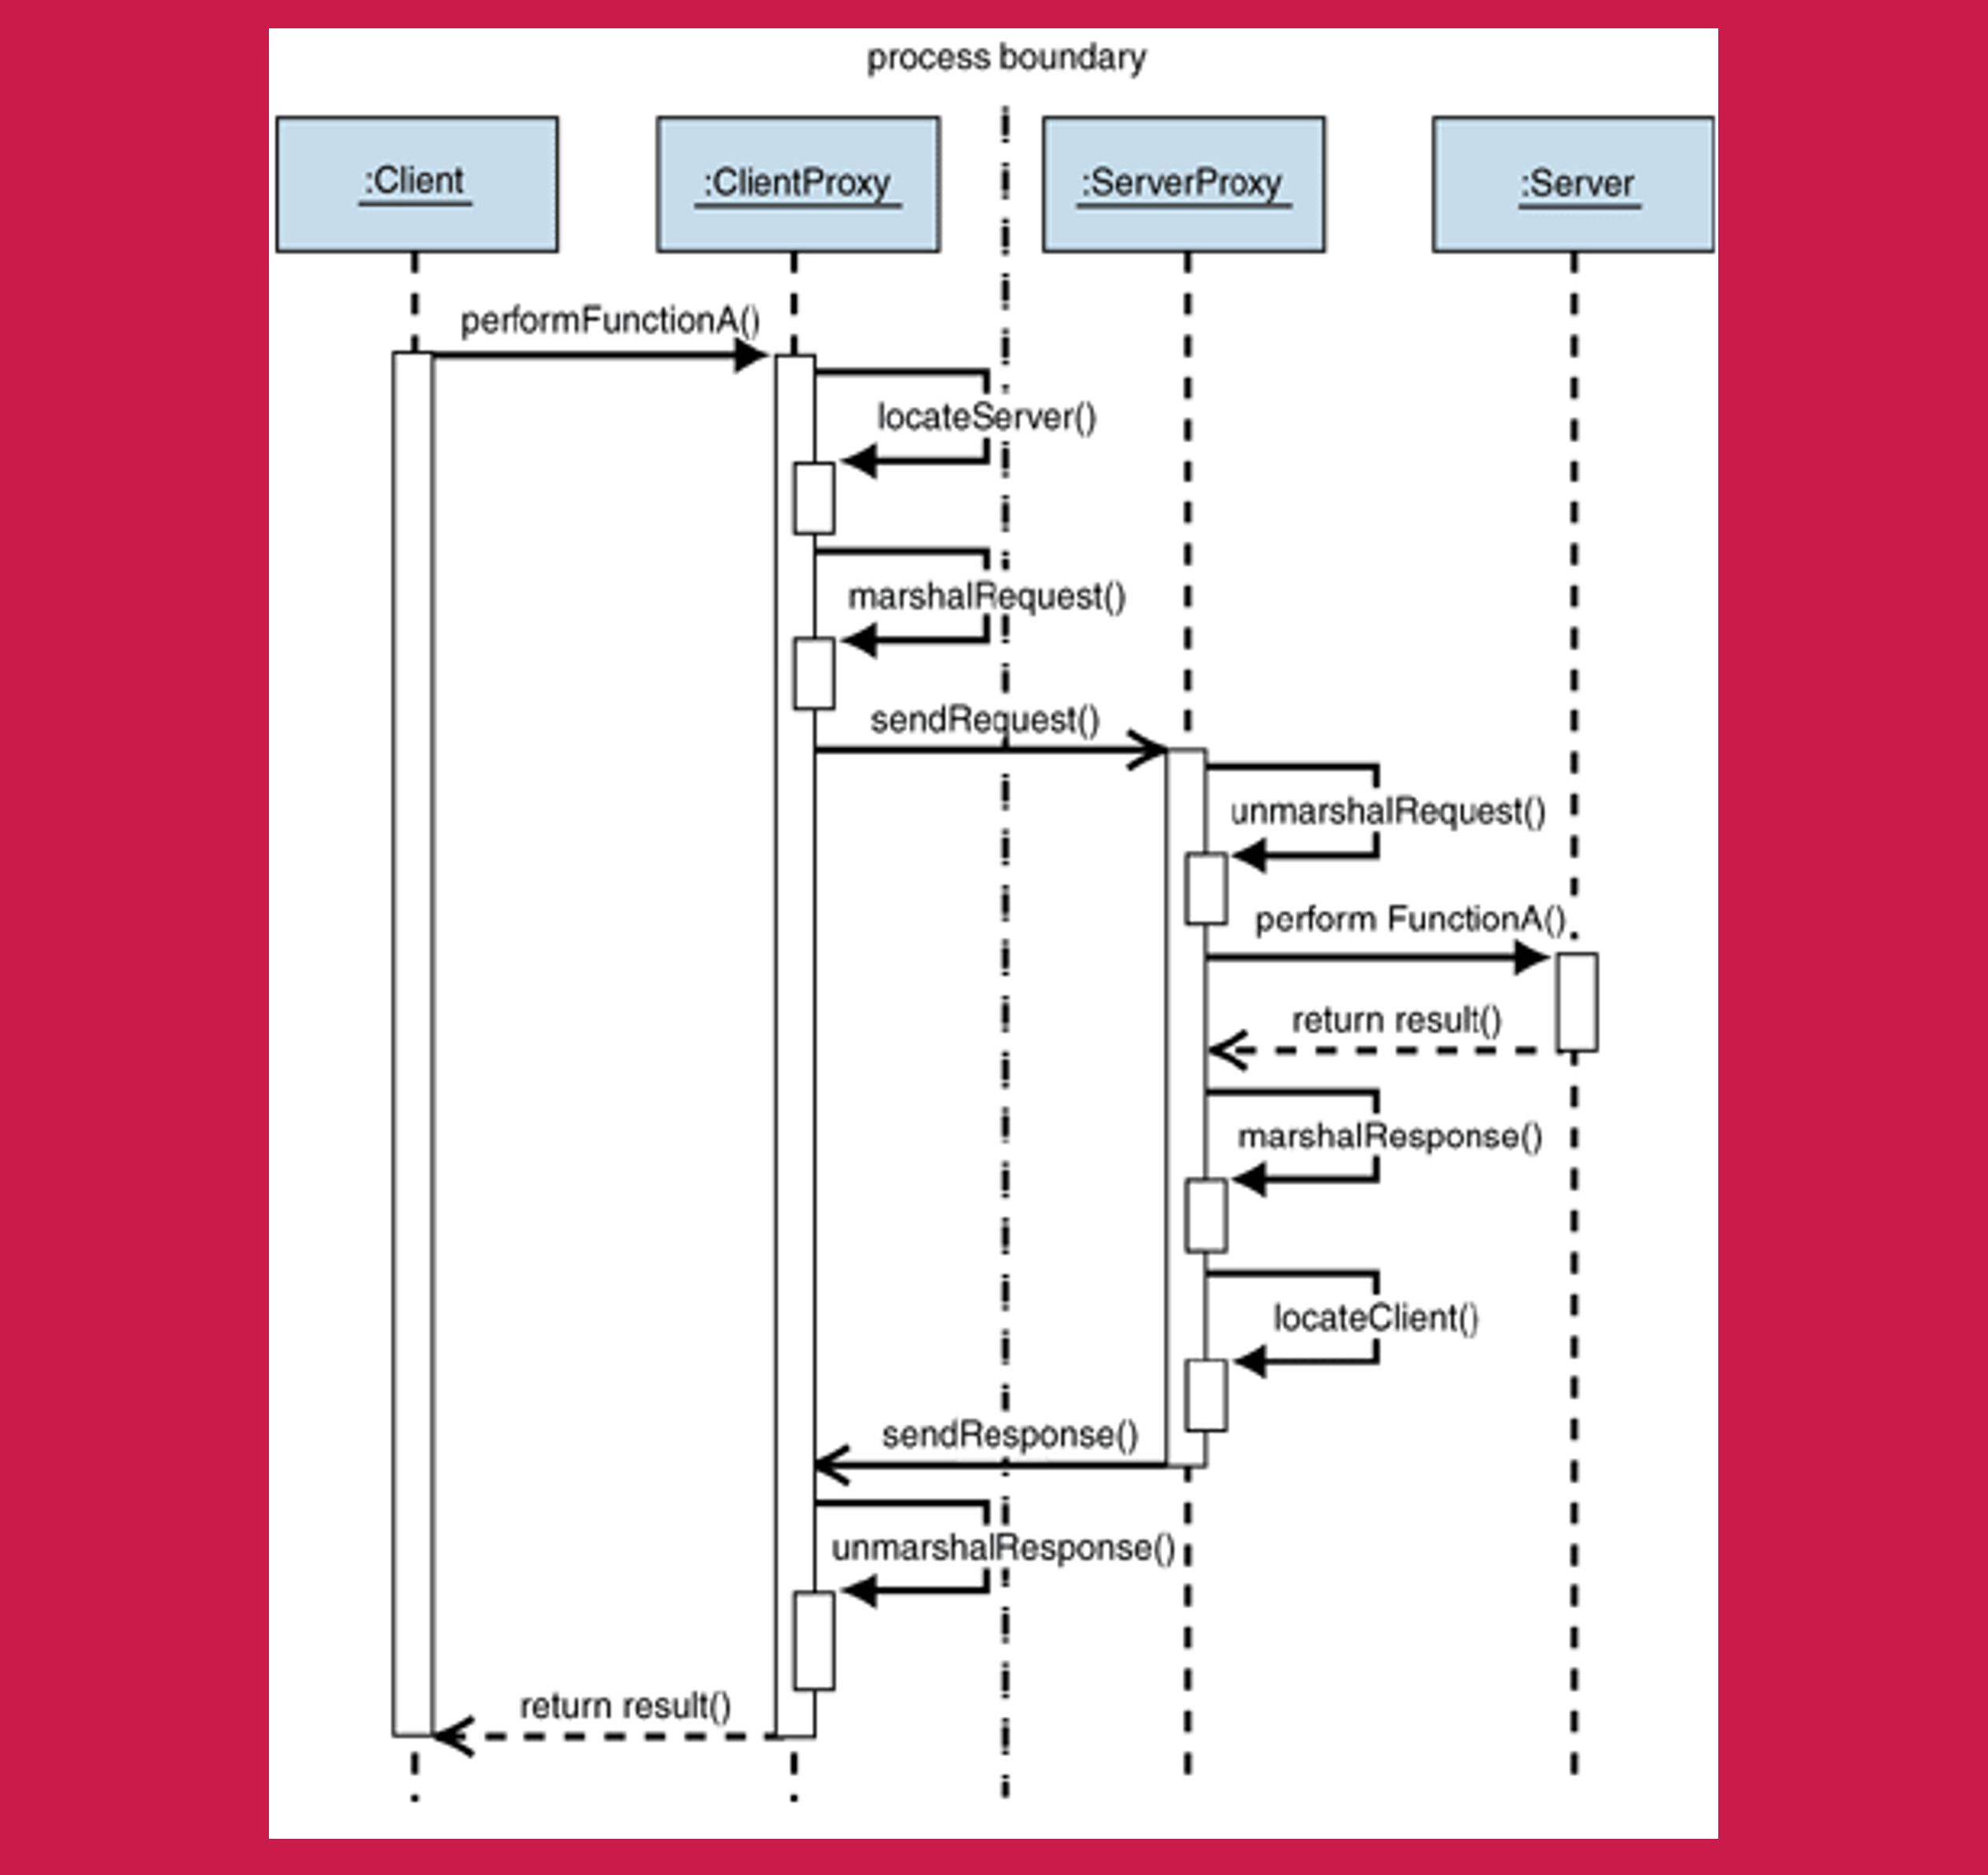 process boundary
:Client
:ClientProxy
:ServerProxy
:Server
performFunctionA()
locateServer()
marshalRequest()
sendRequest()
unmarshalRequest()
perform FunctionA()
return result()
marshalResponse()
locateClient()
sendResponse()
unmarshalResponse()
return result()